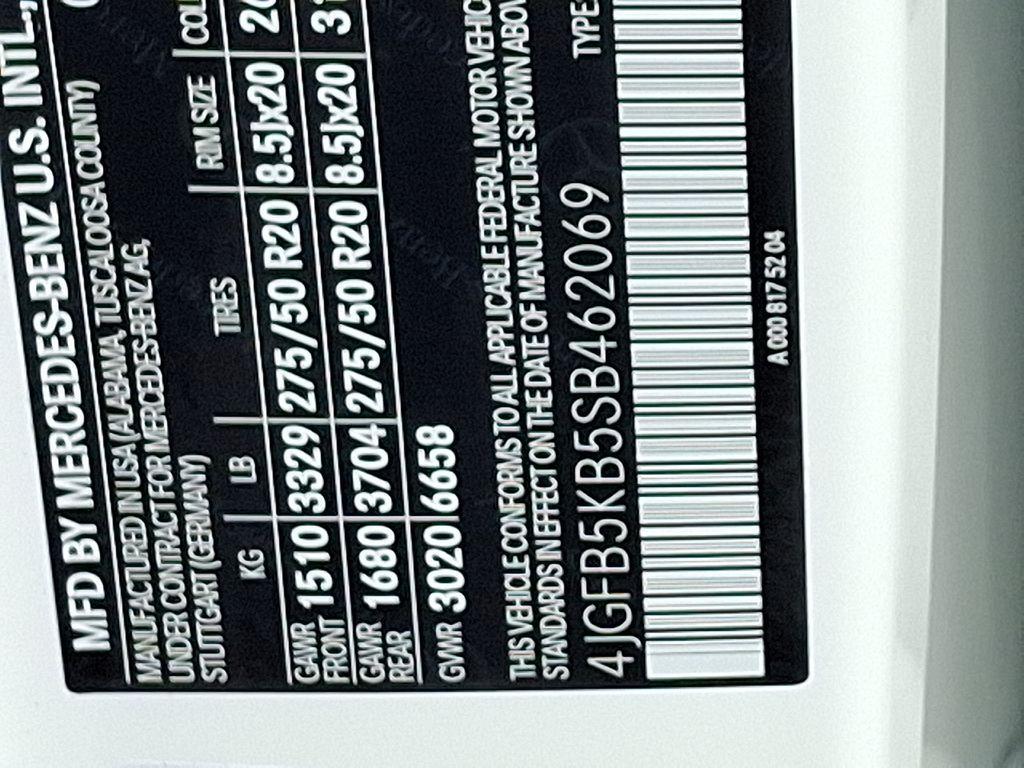 MFD BY MERCEDES-BENZ U.S. INTL.,
MANUFACTURED IN USA (ALABAMA, TUSCALOOSA COUNTY)
UNDER CONTRACT FOR MERCEDES-BENZ AG,
STUTTGART (GERMANY)
KG LB TIRES RIM SIZE COL
GAWR FRONT 1510 3329 275/50 R20 8.5Jx20
GAWR REAR 1680 3704 275/50 R20 8.5Jx20
GVWR 3020 6658
THIS VEHICLE CONFORMS TO ALL APPLICABLE FEDERAL MOTOR VEHIC
STANDARDS IN EFFECT ON THE DATE OF MANUFACTURE SHOWN ABOV
4JGFB5KB5SB462069 TYPE:
A 000 817 52 04